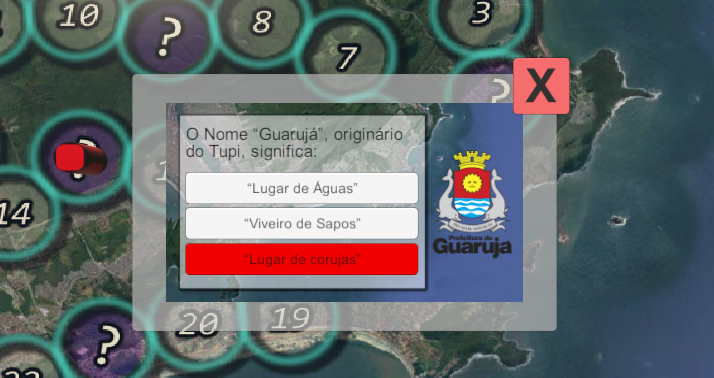 10
?
8
3
7
?
X
?
O Nome “Guarujá”, originário
do Tupi, significa:
“Lugar de Águas”
“Viveiro de Sapos”
“Lugar de corujas”
Prefeitura de
Guarujá
14
?
20
19